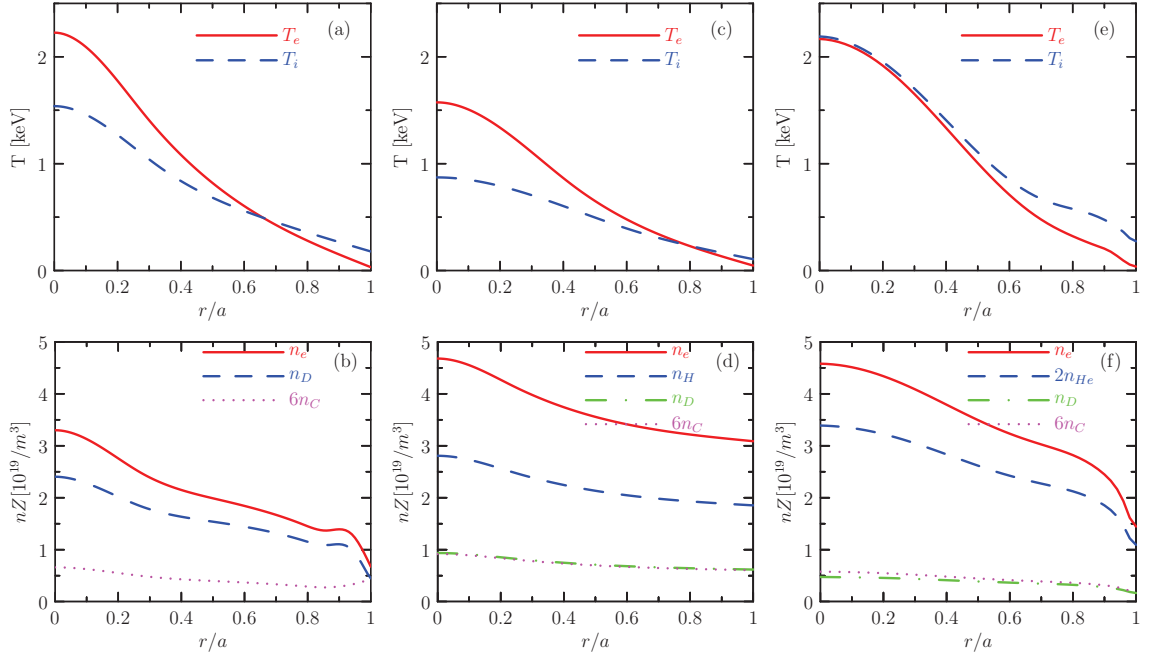 (a)
T_e
T_i
T [keV]
2
1
0
0 0.2 0.4 0.6 0.8 1
r/a
(c)
T_e
T_i
T [keV]
2
1
0
0 0.2 0.4 0.6 0.8 1
r/a
(e)
T_e
T_i
T [keV]
2
1
0
0 0.2 0.4 0.6 0.8 1
r/a
(b)
n_e
n_D
6n_C
nZ[10^19/m^3]
5
4
3
2
1
0
0 0.2 0.4 0.6 0.8 1
r/a
(d)
n_e
n_H
n_D
6n_C
nZ[10^19/m^3]
5
4
3
2
1
0
0 0.2 0.4 0.6 0.8 1
r/a
(f)
n_e
2n_He
n_D
6n_C
nZ[10^19/m^3]
5
4
3
2
1
0
0 0.2 0.4 0.6 0.8 1
r/a